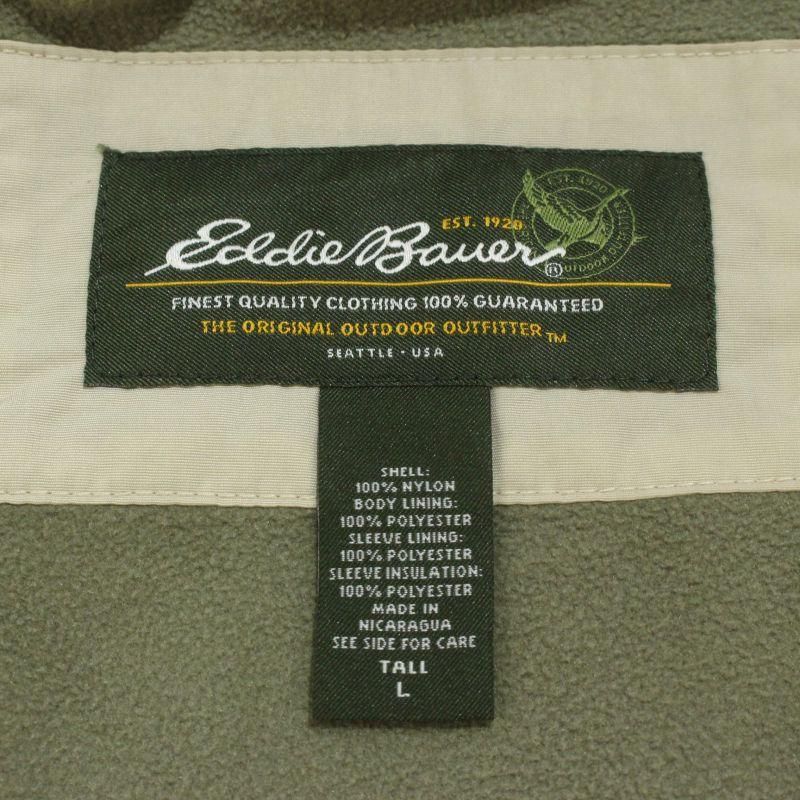 EST. 1920
EST. 1920
Eddie Bauer®
OUTDOOR OUTFITTER
FINEST QUALITY CLOTHING 100% GUARANTEED
THE ORIGINAL OUTDOOR OUTFITTER™
SEATTLE · USA
SHELL:
100% NYLON
BODY LINING:
100% POLYESTER
SLEEVE LINING:
100% POLYESTER
SLEEVE INSULATION:
100% POLYESTER
MADE IN
NICARAGUA
SEE SIDE FOR CARE
TALL
L